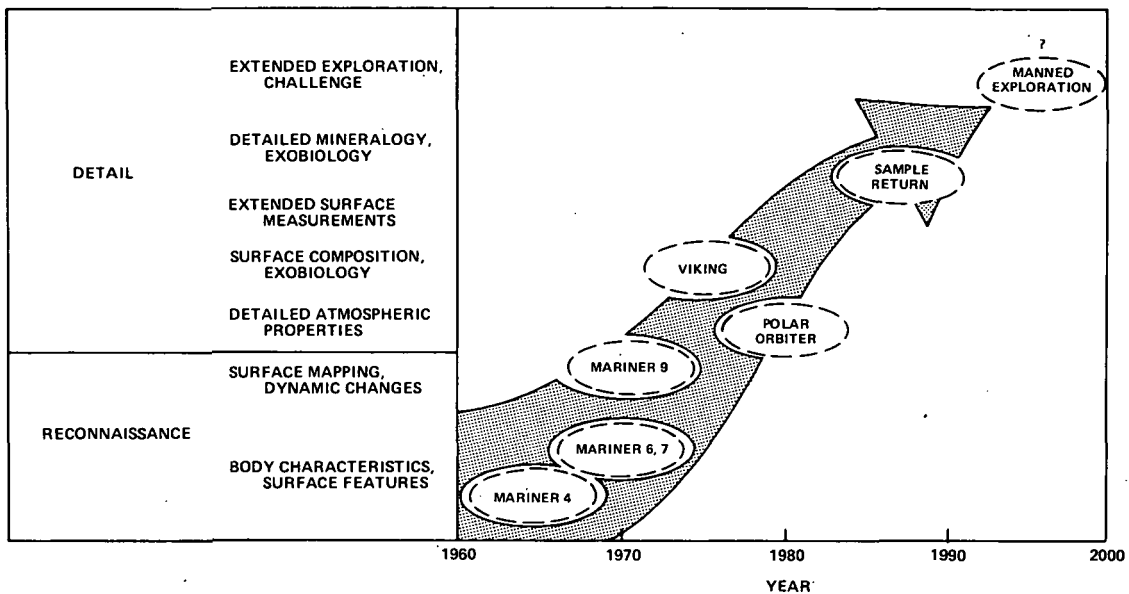 DETAIL
EXTENDED EXPLORATION,
CHALLENGE
DETAILED MINERALOGY,
EXOBIOLOGY
EXTENDED SURFACE
MEASUREMENTS
SURFACE COMPOSITION,
EXOBIOLOGY
DETAILED ATMOSPHERIC
PROPERTIES
RECONNAISSANCE
SURFACE MAPPING,
DYNAMIC CHANGES
BODY CHARACTERISTICS,
SURFACE FEATURES
?
MANNED
EXPLORATION
SAMPLE
RETURN
VIKING
POLAR
ORBITER
MARINER 9
MARINER 6, 7
MARINER 4
1960
1970
1980
1990
2000
YEAR